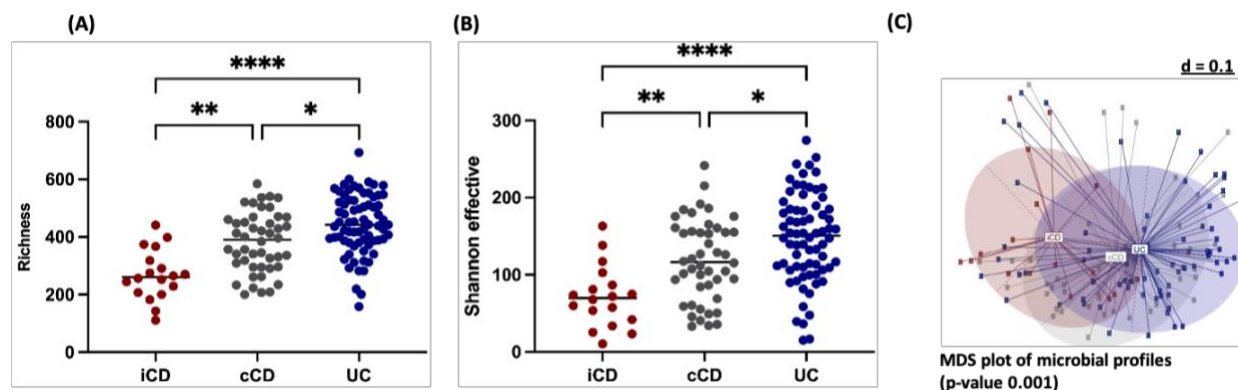 (A)
****
** *
800
600
400
200
0
Richness
iCD cCD UC
(B)
****
** *
300
200
100
0
Shannon effective
iCD cCD UC
(C)
d = 0.1
iCD
cCD
UC
MDS plot of microbial profiles
(p-value 0.001)